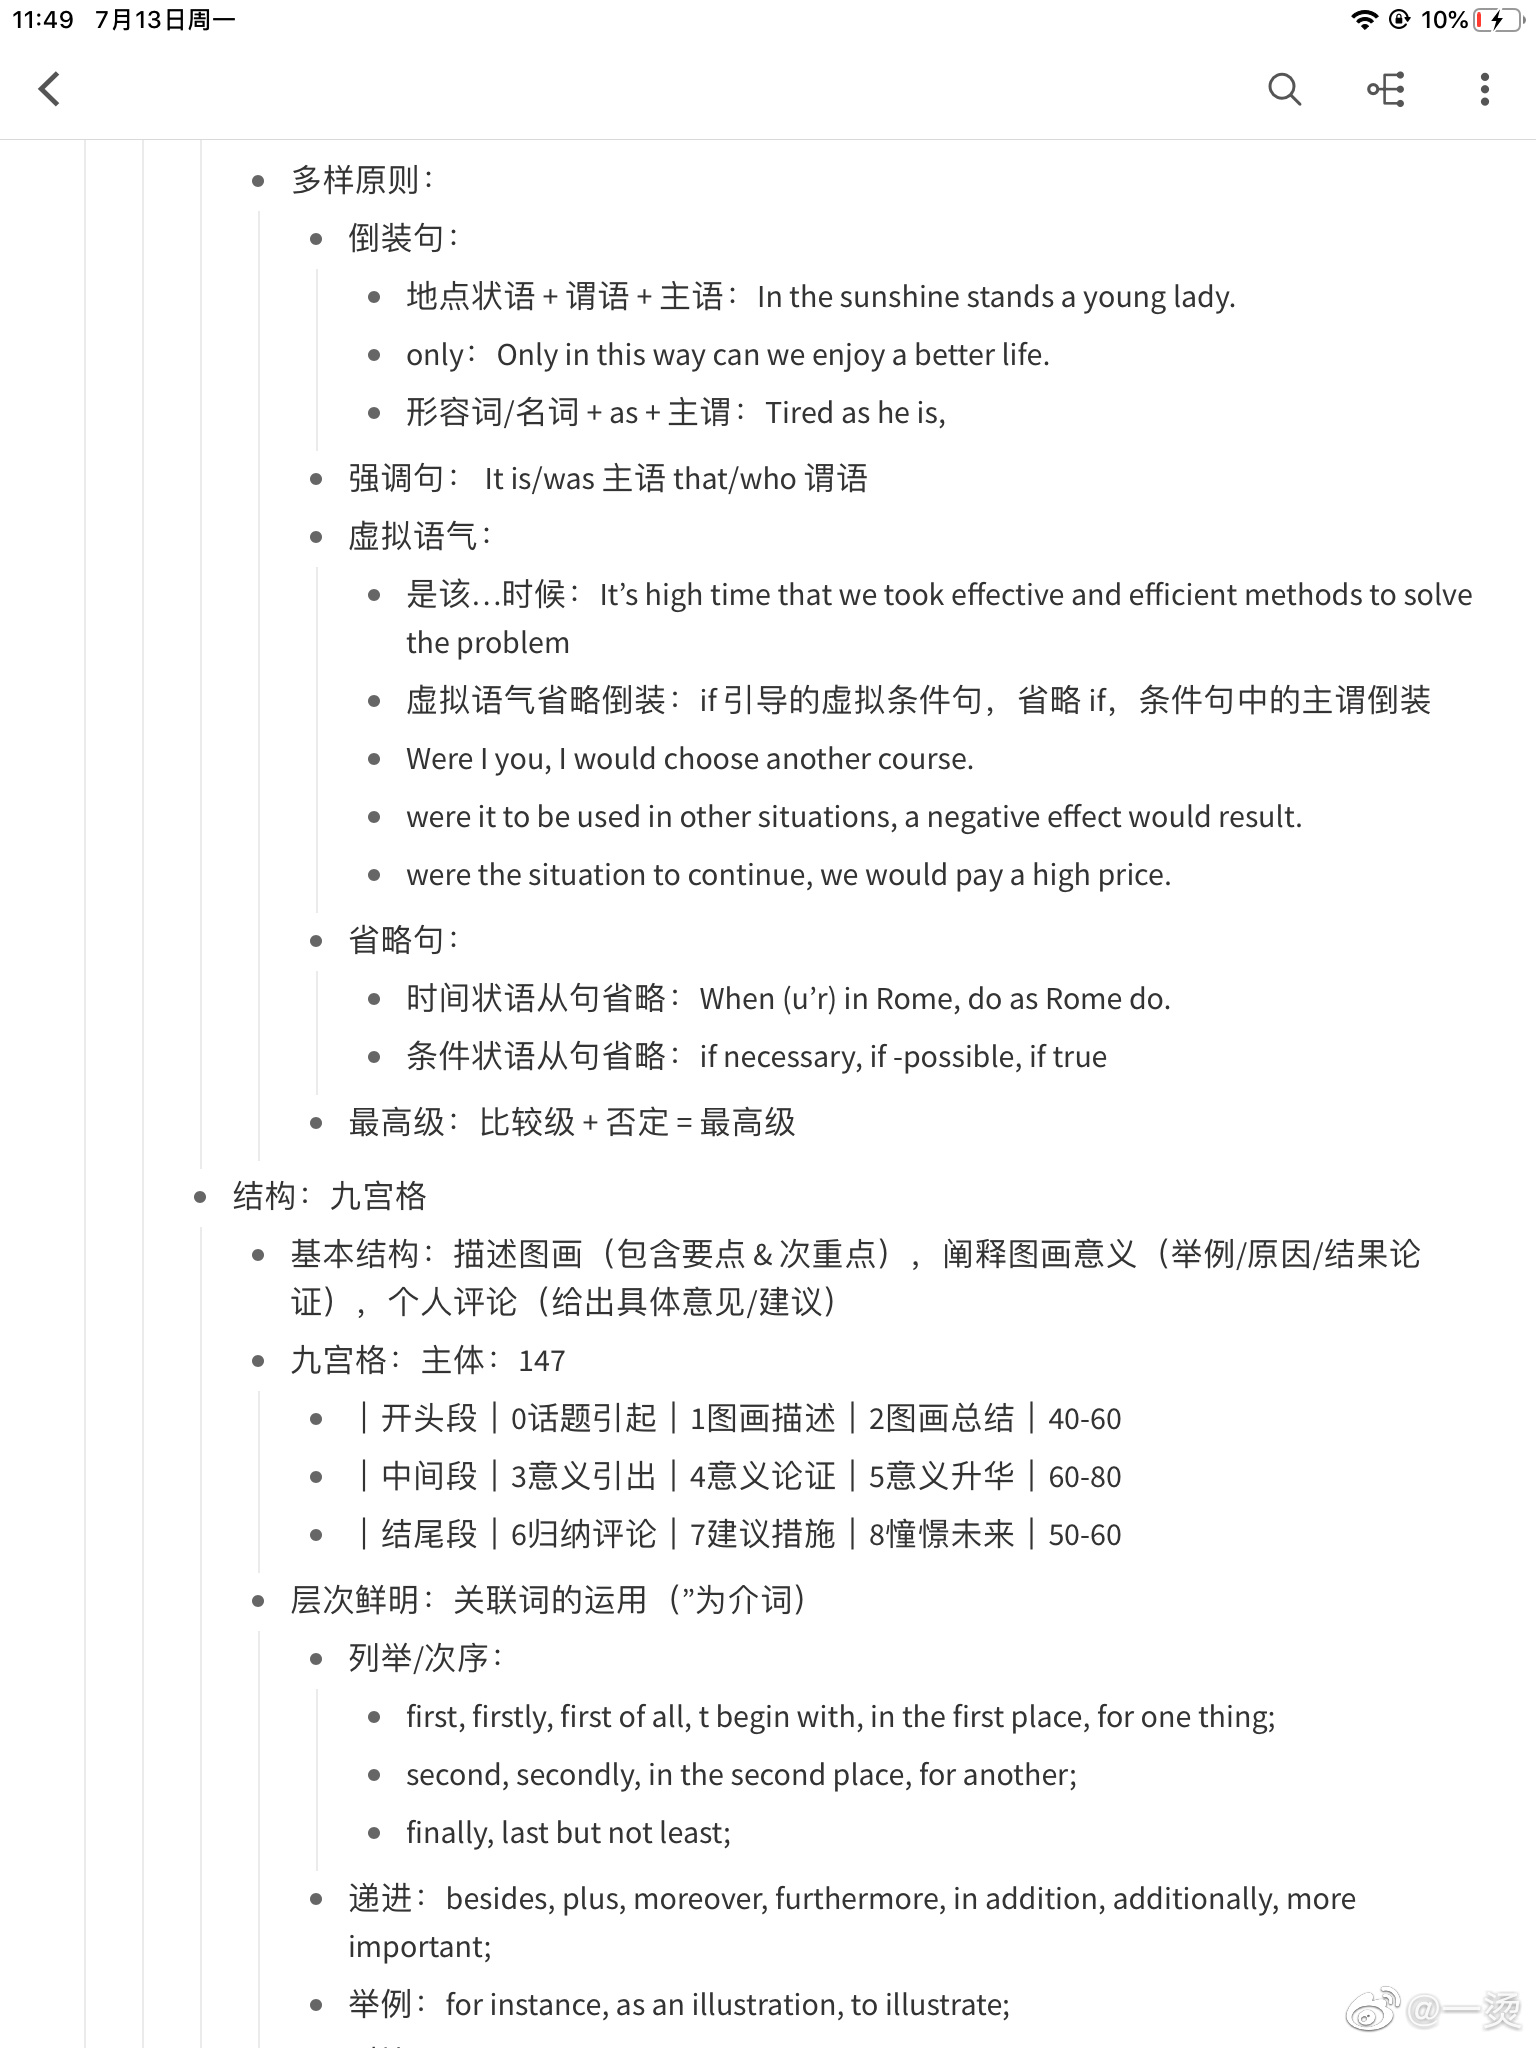 11:49 7月13日周一
10%
多样原则：
倒装句：
地点状语 + 谓语 + 主语：In the sunshine stands a young lady.
only：Only in this way can we enjoy a better life.
形容词/名词 + as + 主谓：Tired as he is,
强调句： It is/was 主语 that/who 谓语
虚拟语气：
是该…时候：It’s high time that we took effective and efficient methods to solve
the problem
虚拟语气省略倒装：if 引导的虚拟条件句，省略 if，条件句中的主谓倒装
Were I you, I would choose another course.
were it to be used in other situations, a negative effect would result.
were the situation to continue, we would pay a high price.
省略句：
时间状语从句省略：When (u’r) in Rome, do as Rome do.
条件状语从句省略：if necessary, if -possible, if true
最高级：比较级 + 否定 = 最高级
结构：九宫格
基本结构：描述图画（包含要点 & 次重点），阐释图画意义（举例/原因/结果论
证），个人评论（给出具体意见/建议）
九宫格：主体：147
｜开头段｜0话题引起｜1图画描述｜2图画总结｜40-60
｜中间段｜3意义引出｜4意义论证｜5意义升华｜60-80
｜结尾段｜6归纳评论｜7建议措施｜8憧憬未来｜50-60
层次鲜明：关联词的运用（”为介词）
列举/次序：
first, firstly, first of all, t begin with, in the first place, for one thing;
second, secondly, in the second place, for another;
finally, last but not least;
递进：besides, plus, moreover, furthermore, in addition, additionally, more
important;
举例：for instance, as an illustration, to illustrate;
@一烫